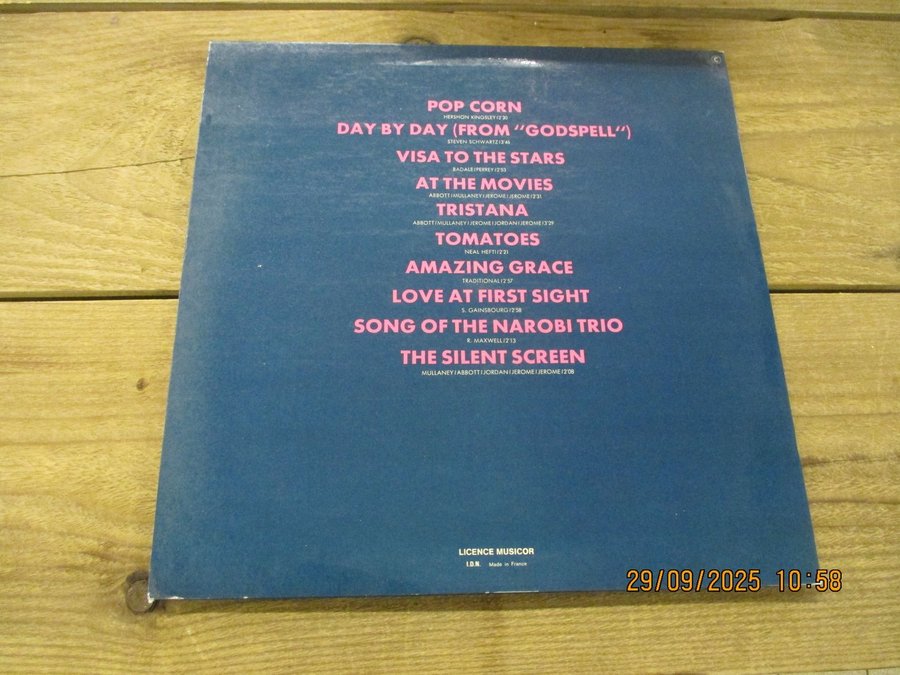 POP CORN
HERSHON KINGSLEY/2'30
DAY BY DAY (FROM "GODSPELL")
STEVEN SCHWARTZ/3'46
VISA TO THE STARS
BADALE/PERREY/2'53
AT THE MOVIES
ABBOTT/MULLANEY/JEROME/JEROME/2'31
TRISTANA
ABBOTT/MULLANEY/JEROME/JORDAN/JEROME/3'29
TOMATOES
NEAL HEFTI/2'21
AMAZING GRACE
TRADITIONAL/2'57
LOVE AT FIRST SIGHT
S. GAINSBOURG/2'58
SONG OF THE NAROBI TRIO
R. MAXWELL/2'13
THE SILENT SCREEN
MULLANEY/ABBOTT/JORDAN/JEROME/JEROME/2'08
LICENCE MUSICOR
I.D.N. Made in France
29/09/2025 10:58